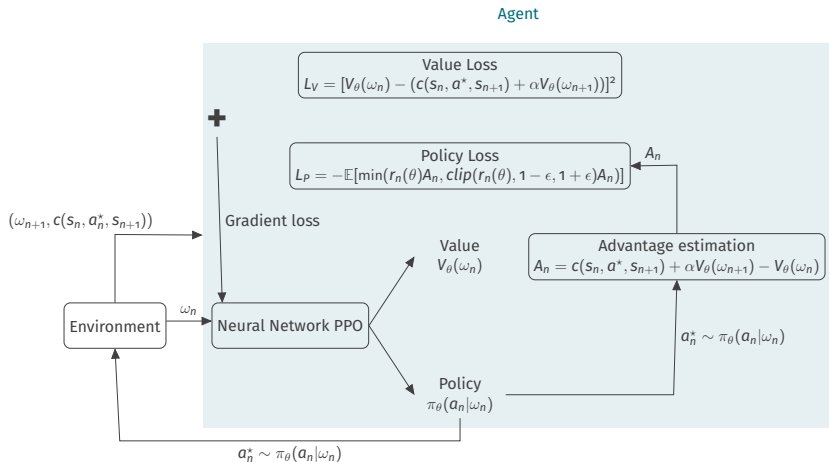 Agent
Value Loss
L_V = [V_θ(ω_n) − (c(s_n, a^⋆, s_{n+1}) + αV_θ(ω_{n+1}))]²
+
Policy Loss
L_P = −𝔼[min(r_n(θ)A_n, clip(r_n(θ), 1 − ϵ, 1 + ϵ)A_n)]
A_n
(ω_{n+1}, c(s_n, a_n^⋆, s_{n+1}))
Gradient loss
Value
V_θ(ω_n)
Advantage estimation
A_n = c(s_n, a^⋆, s_{n+1}) + αV_θ(ω_{n+1}) − V_θ(ω_n)
Environment
ω_n
Neural Network PPO
a_n^⋆ ∼ π_θ(a_n|ω_n)
Policy
π_θ(a_n|ω_n)
a_n^⋆ ∼ π_θ(a_n|ω_n)